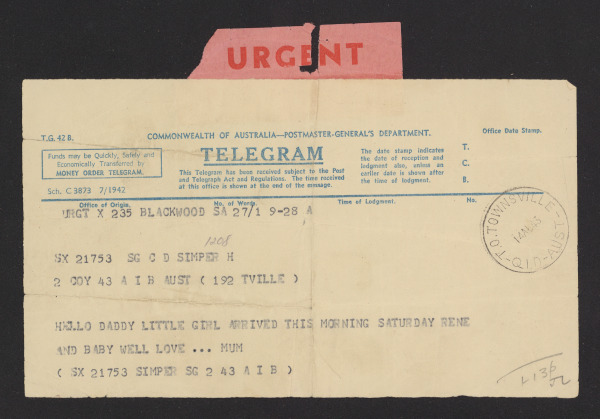 URGENT
T.G. 42 B.
COMMONWEALTH OF AUSTRALIA—POSTMASTER-GENERAL'S DEPARTMENT.
Office Date Stamp.
Funds may be Quickly, Safely and
Economically Transferred by
MONEY ORDER TELEGRAM.
TELEGRAM
This Telegram has been received subject to the Post
and Telegraph Act and Regulations. The time received
at this office is shown at the end of the message.
The date stamp indicates
the date of reception and
lodgment also, unless an
earlier date is shown after
the time of lodgment.
T.
C.
B.
Sch. C 3873 7/1942
Office of Origin. No. of Words. Time of Lodgment. No.
URGT X 235 BLACKWOOD SA 27/1 9-28 A
T.O. TOWNSVILLE
QLD-AUST
1208
SX 21753 SG C D SIMPER H
2 COY 43 A I B AUST ( 192 TVILLE )
HELLO DADDY LITTLE GIRL ARRIVED THIS MORNING SATURDAY RENE
AND BABY WELL LOVE ... MUM
( SX 21753 SIMPER SG 2 43 A I B )